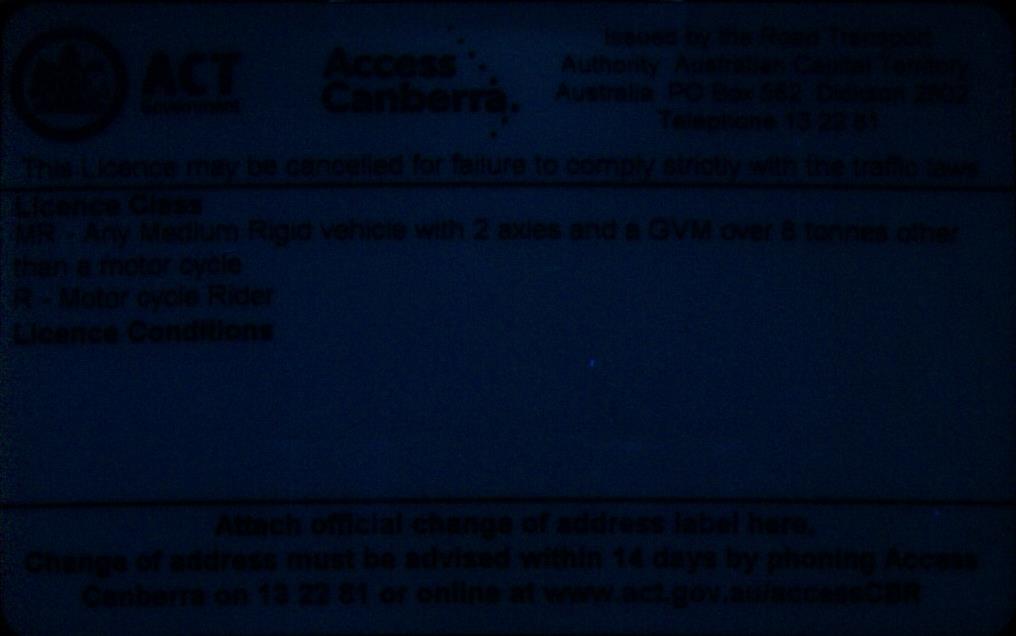 ACT
Government
Access
Canberra.
Issued by the Road Transport
Authority Australian Capital Territory
Australia PO Box 582 Dickson 2602
Telephone 13 22 81
This Licence may be cancelled for failure to comply strictly with the traffic laws
Licence Class
MR - Any Medium Rigid vehicle with 2 axles and a GVM over 8 tonnes other
than a motor cycle
R - Motor cycle Rider
Licence Conditions
Attach official change of address label here.
Change of address must be advised within 14 days by phoning Access
Canberra on 13 22 81 or online at www.act.gov.au/accessCBR